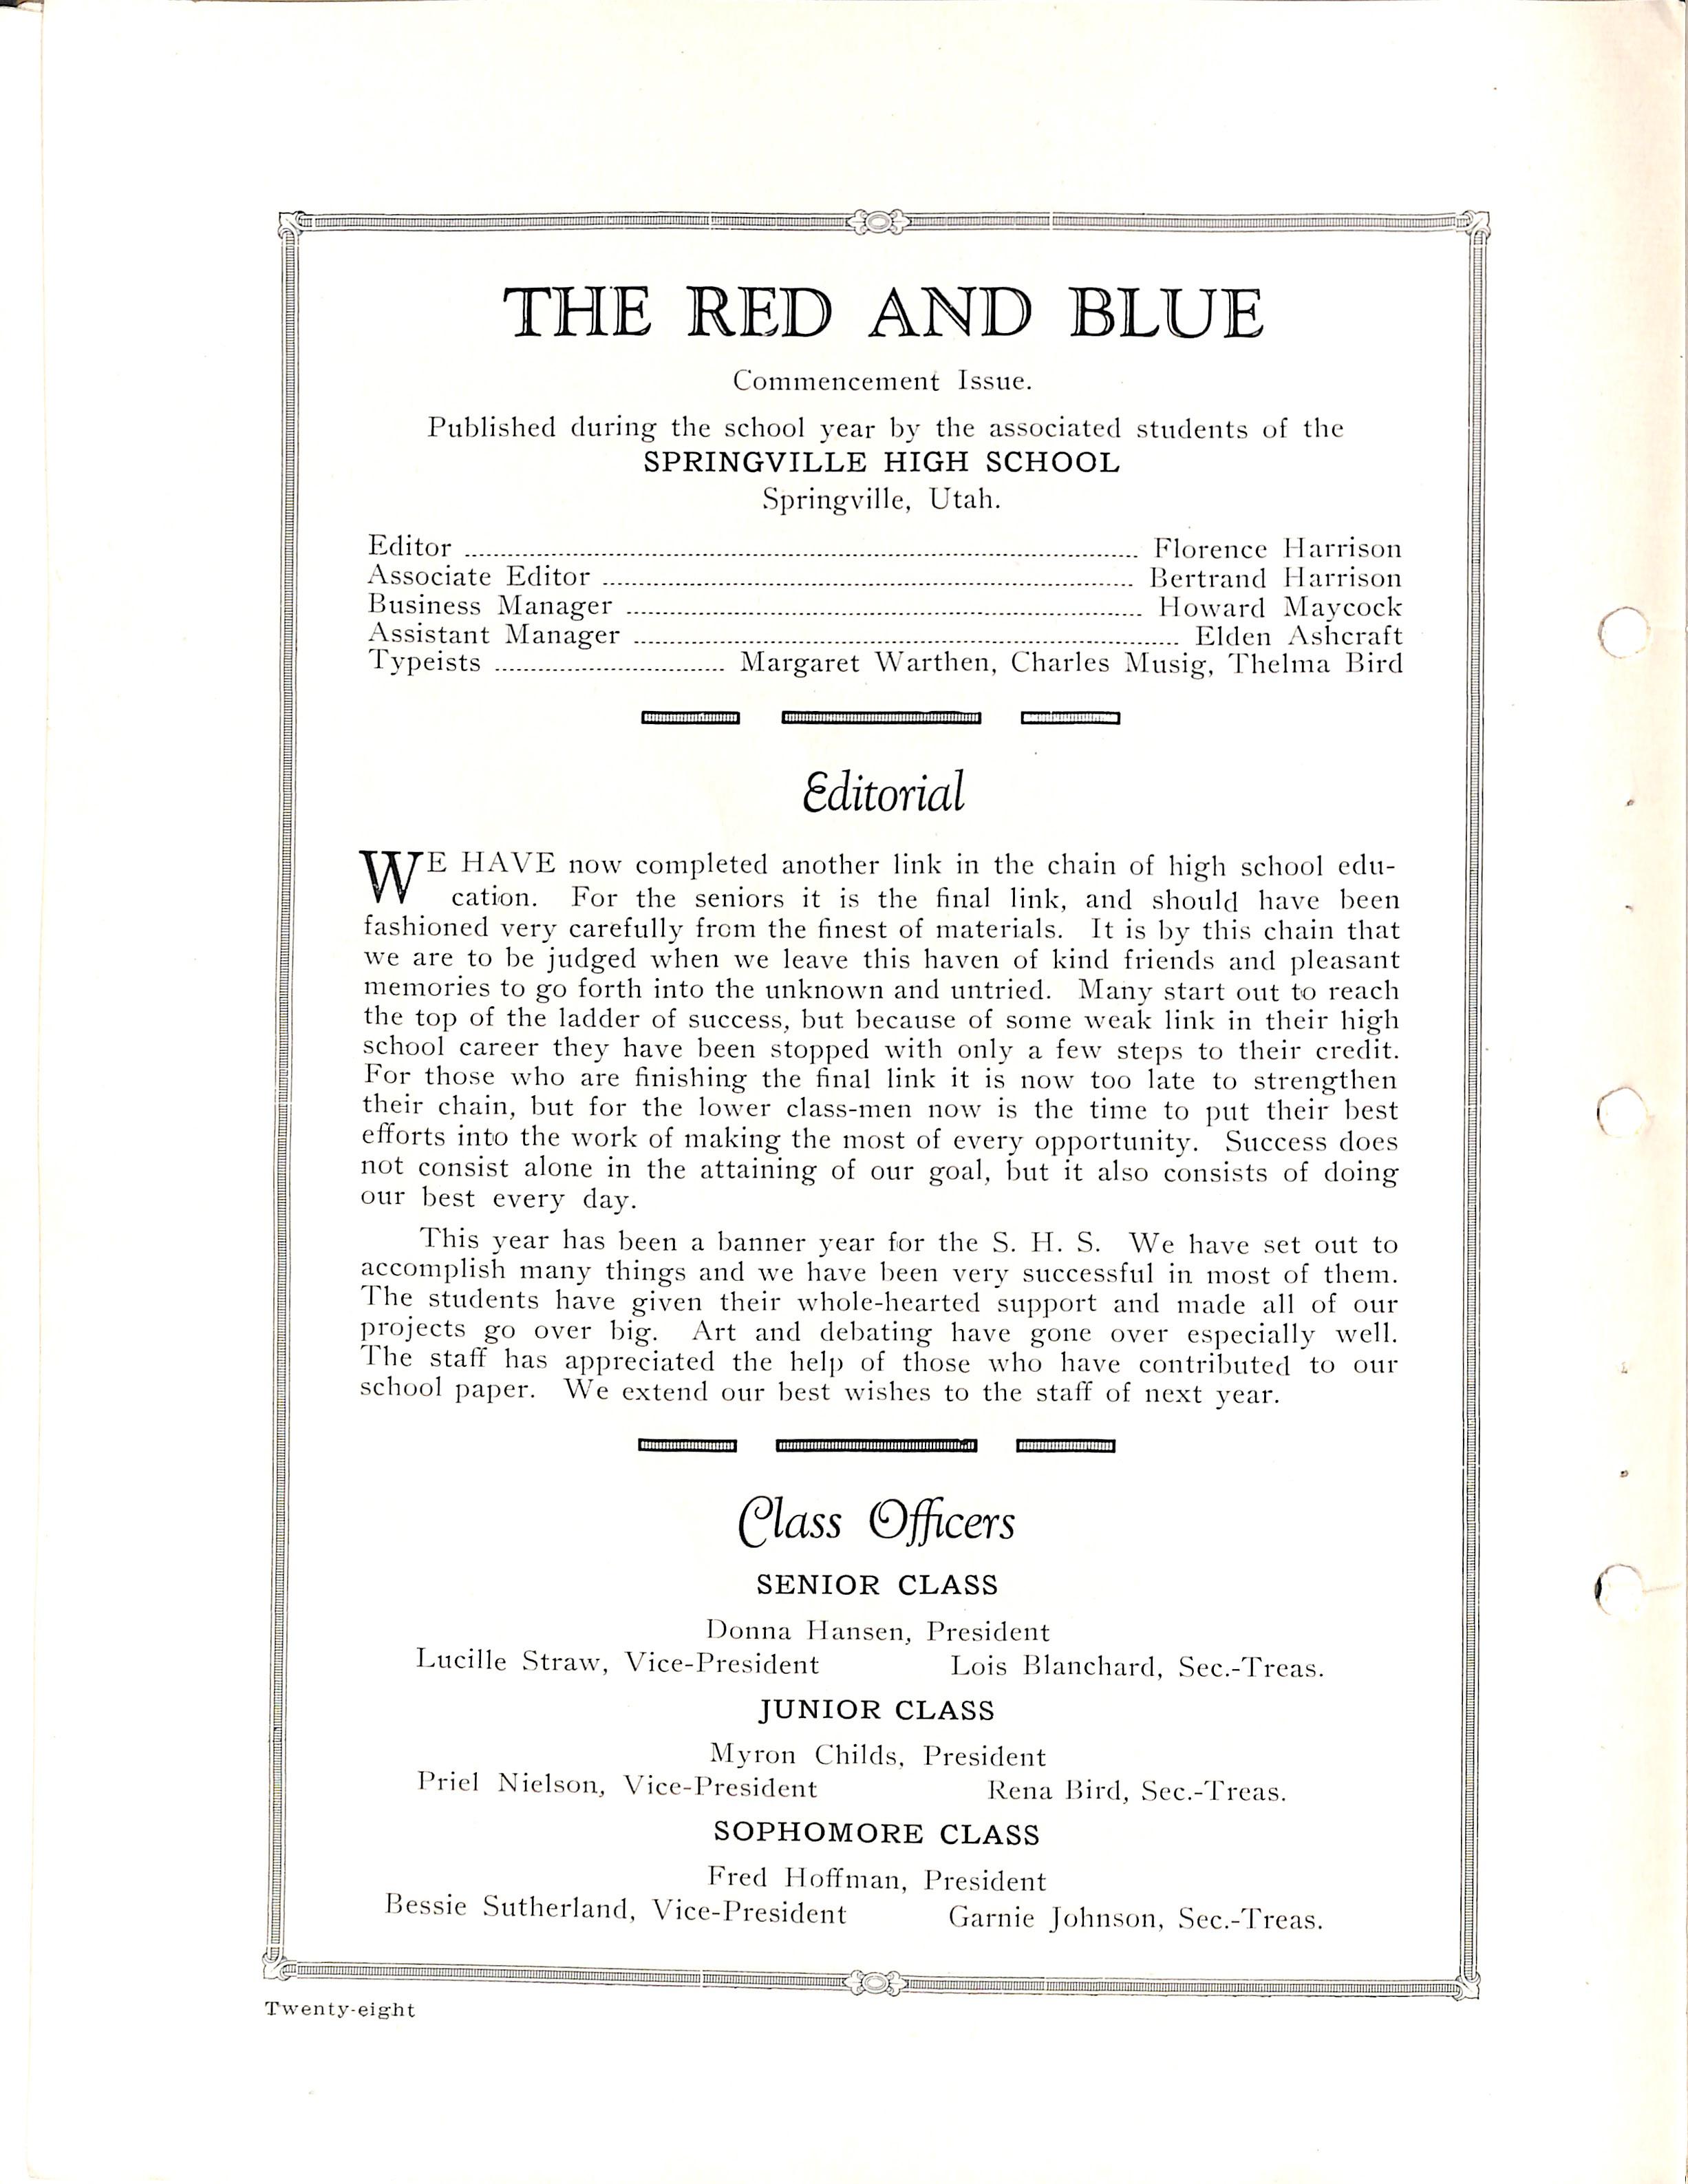 THE RED AND BLUE
Commencement Issue.
Published during the school year by the associated students of the
SPRINGVILLE HIGH SCHOOL
Springville, Utah.
Editor ........................................ Florence Harrison
Associate Editor ........................................ Bertrand Harrison
Business Manager ........................................ Howard Maycock
Assistant Manager ........................................ Elden Ashcraft
Typeists ........................ Margaret Warthen, Charles Musig, Thelma Bird
Editorial
WE HAVE now completed another link in the chain of high school edu-
cation. For the seniors it is the final link, and should have been
fashioned very carefully from the finest of materials. It is by this chain that
we are to be judged when we leave this haven of kind friends and pleasant
memories to go forth into the unknown and untried. Many start out to reach
the top of the ladder of success, but because of some weak link in their high
school career they have been stopped with only a few steps to their credit.
For those who are finishing the final link it is now too late to strengthen
their chain, but for the lower class-men now is the time to put their best
efforts into the work of making the most of every opportunity. Success does
not consist alone in the attaining of our goal, but it also consists of doing
our best every day.
This year has been a banner year for the S. H. S. We have set out to
accomplish many things and we have been very successful in most of them.
The students have given their whole-hearted support and made all of our
projects go over big. Art and debating have gone over especially well.
The staff has appreciated the help of those who have contributed to our
school paper. We extend our best wishes to the staff of next year.
Class Officers
SENIOR CLASS
Donna Hansen, President
Lucille Straw, Vice-President Lois Blanchard, Sec.-Treas.
JUNIOR CLASS
Myron Childs, President
Priel Nielson, Vice-President Rena Bird, Sec.-Treas.
SOPHOMORE CLASS
Fred Hoffman, President
Bessie Sutherland, Vice-President Garnie Johnson, Sec.-Treas.
Twenty-eight